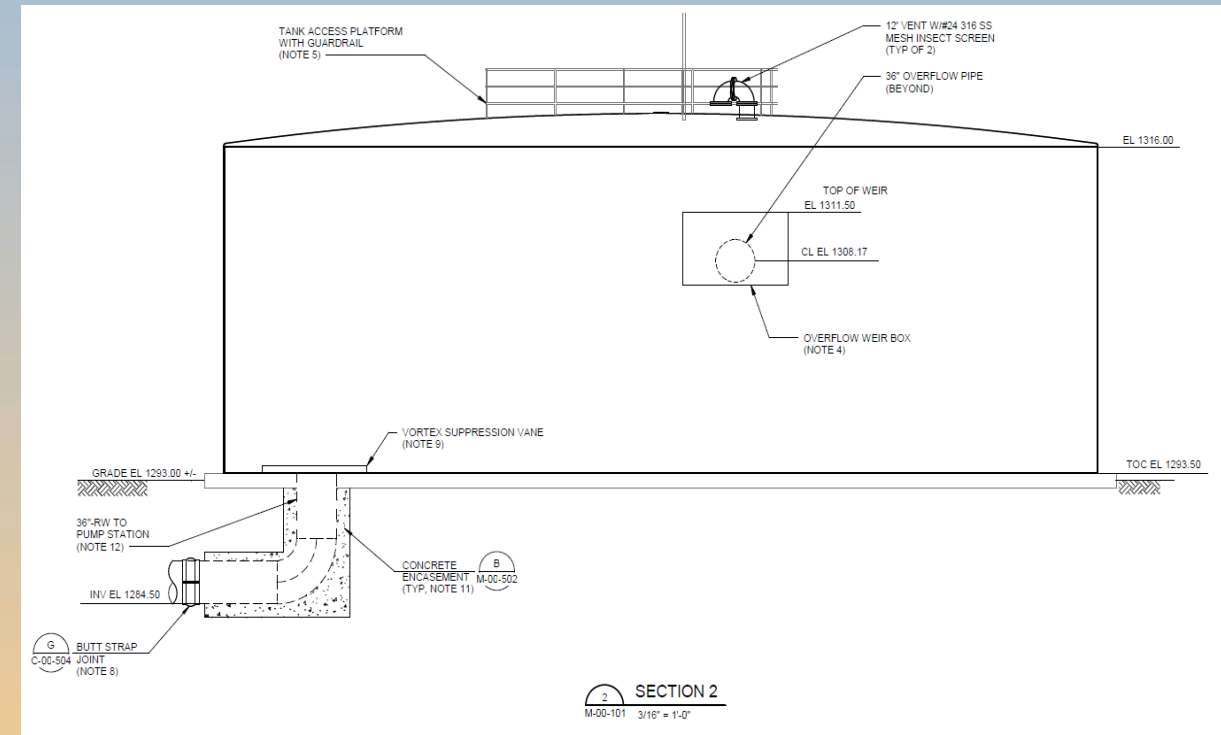 TANK ACCESS PLATFORM
WITH GUARDRAIL
(NOTE 5)
12' VENT W/#24 316 SS
MESH INSECT SCREEN
(TYP OF 2)
36" OVERFLOW PIPE
(BEYOND)
EL 1316.00
TOP OF WEIR
EL 1311.50
CL EL 1308.17
OVERFLOW WEIR BOX
(NOTE 4)
VORTEX SUPPRESSION VANE
(NOTE 9)
GRADE EL 1293.00 +/-
TOC EL 1293.50
36"-RW TO
PUMP STATION
(NOTE 12)
CONCRETE
ENCASEMENT
(TYP, NOTE 11)
B
M-00-502
INV EL 1284.50
G
C-00-504
BUTT STRAP
JOINT
(NOTE 8)
2
M-00-101
SECTION 2
3/16" = 1'-0"